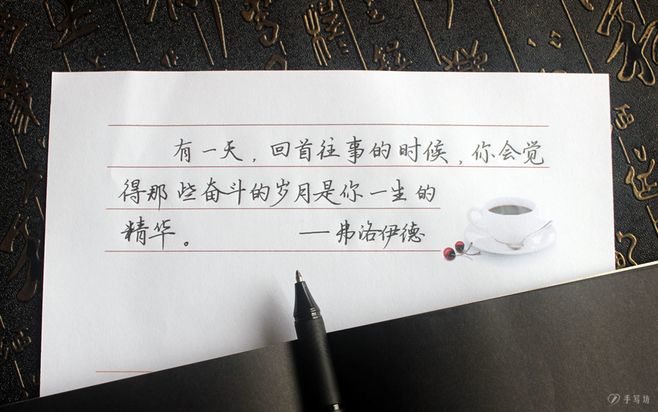 有一天，回首往事的时候，你会觉
得那些奋斗的岁月是你一生的
精华。 ——弗洛伊德
手写坊